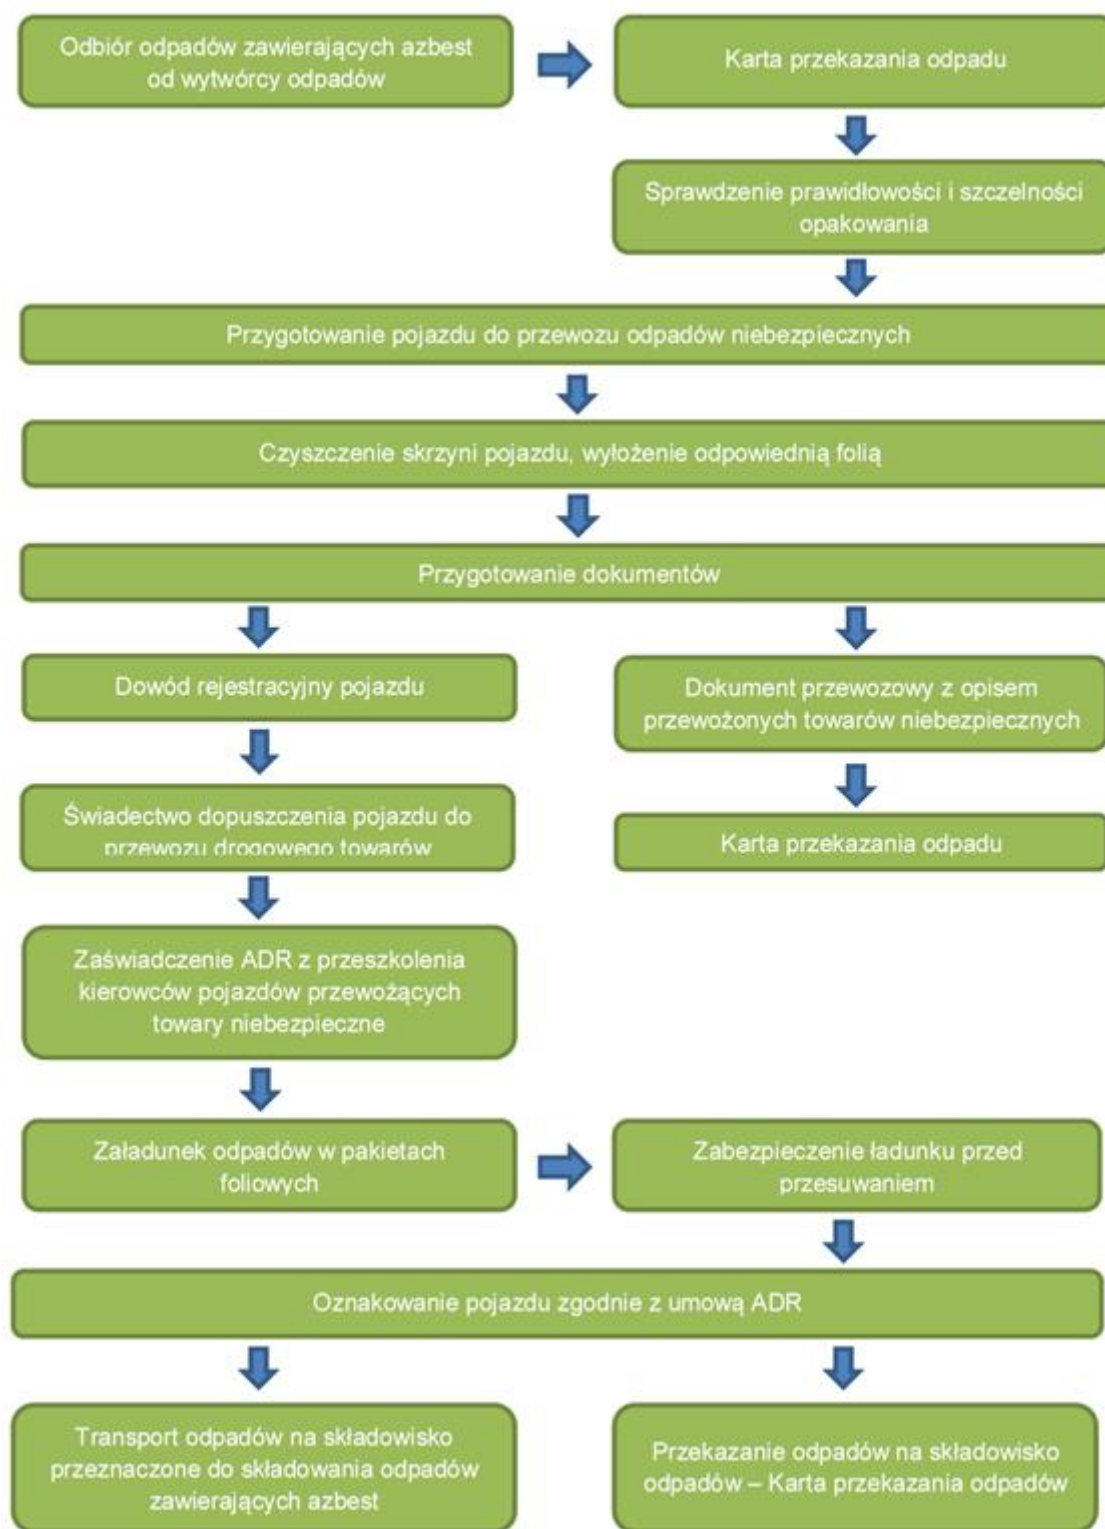 Odbiór odpadów zawierających azbest
od wytwórcy odpadów
Karta przekazania odpadu
Sprawdzenie prawidłowości i szczelności
opakowania
Przygotowanie pojazdu do przewozu odpadów niebezpiecznych
Czyszczenie skrzyni pojazdu, wyłożenie odpowiednią folią
Przygotowanie dokumentów
Dowód rejestracyjny pojazdu
Dokument przewozowy z opisem
przewożonych towarów niebezpiecznych
Świadectwo dopuszczenia pojazdu do
przewozu drogowego towarów
Karta przekazania odpadu
Zaświadczenie ADR z przeszkolenia
kierowców pojazdów przewożących
towary niebezpieczne
Załadunek odpadów w pakietach
foliowych
Zabezpieczenie ładunku przed
przesuwaniem
Oznakowanie pojazdu zgodnie z umową ADR
Transport odpadów na składowisko
przeznaczone do składowania odpadów
zawierających azbest
Przekazanie odpadów na składowisko
odpadów – Karta przekazania odpadów